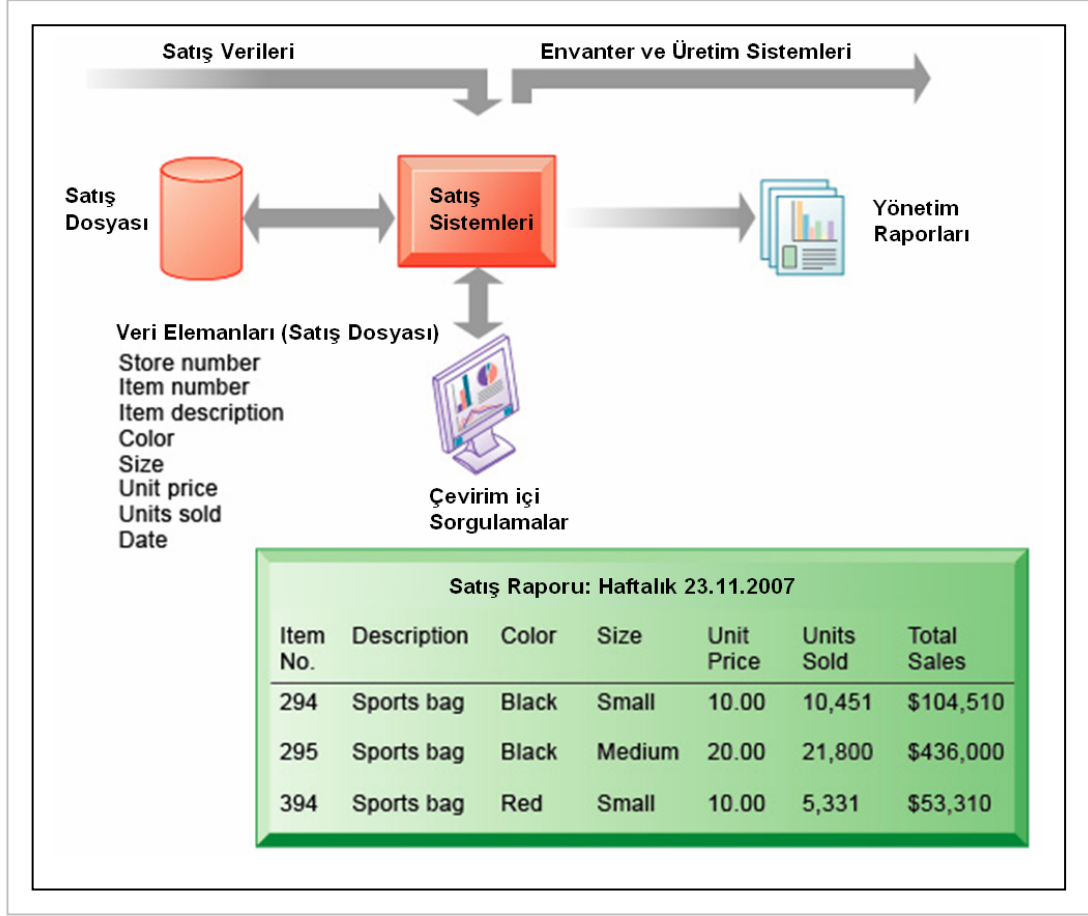 Satış Verileri
Envanter ve Üretim Sistemleri
Satış
Dosyası
Satış
Sistemleri
Yönetim
Raporları
Veri Elemanları (Satış Dosyası)
Store number
Item number
Item description
Color
Size
Unit price
Units sold
Date
Çevirim içi
Sorgulamalar
Satış Raporu: Haftalık 23.11.2007
Item No. Description Color Size Unit Price Units Sold Total Sales
294 Sports bag Black Small 10.00 10,451 $104,510
295 Sports bag Black Medium 20.00 21,800 $436,000
394 Sports bag Red Small 10.00 5,331 $53,310